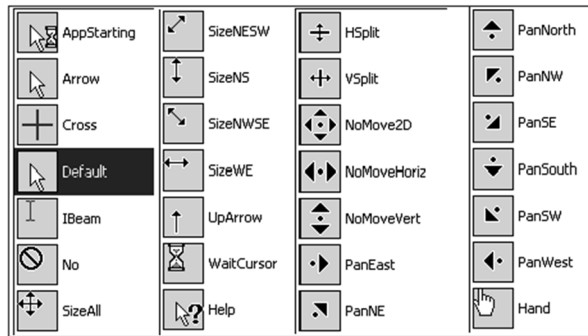 AppStarting
Arrow
Cross
Default
IBeam
No
SizeAll
SizeNESW
SizeNS
SizeNWSE
SizeWE
UpArrow
WaitCursor
Help
HSplit
VSplit
NoMove2D
NoMoveHoriz
NoMoveVert
PanEast
PanNE
PanNorth
PanNW
PanSE
PanSouth
PanSW
PanWest
Hand